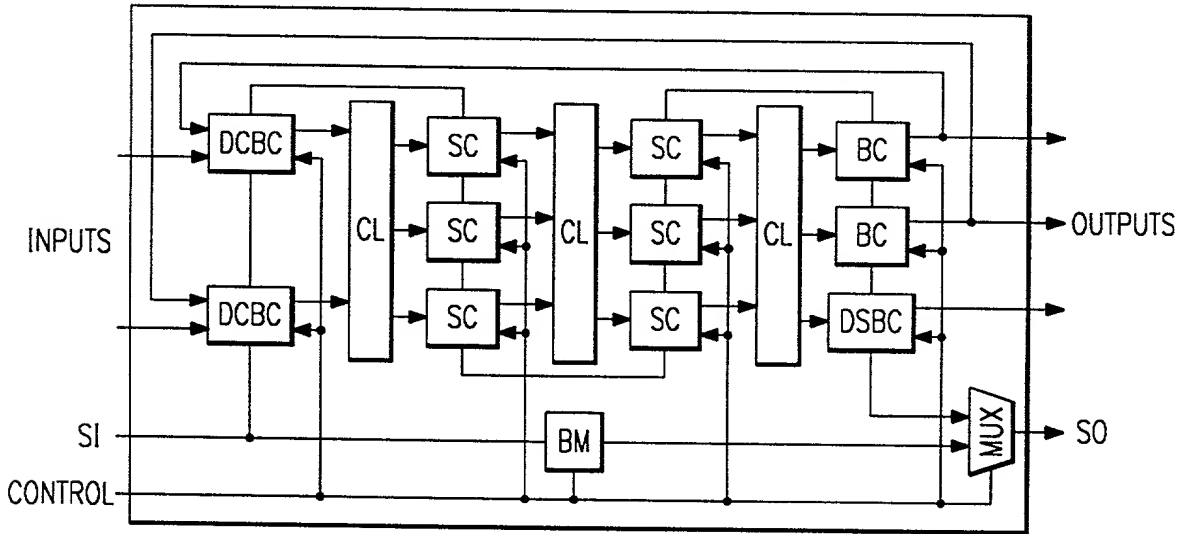 DCBC
SC
SC
BC
CL
SC
CL
SC
CL
BC
INPUTS
OUTPUTS
DCBC
SC
SC
DSBC
SI
BM
MUX
SO
CONTROL